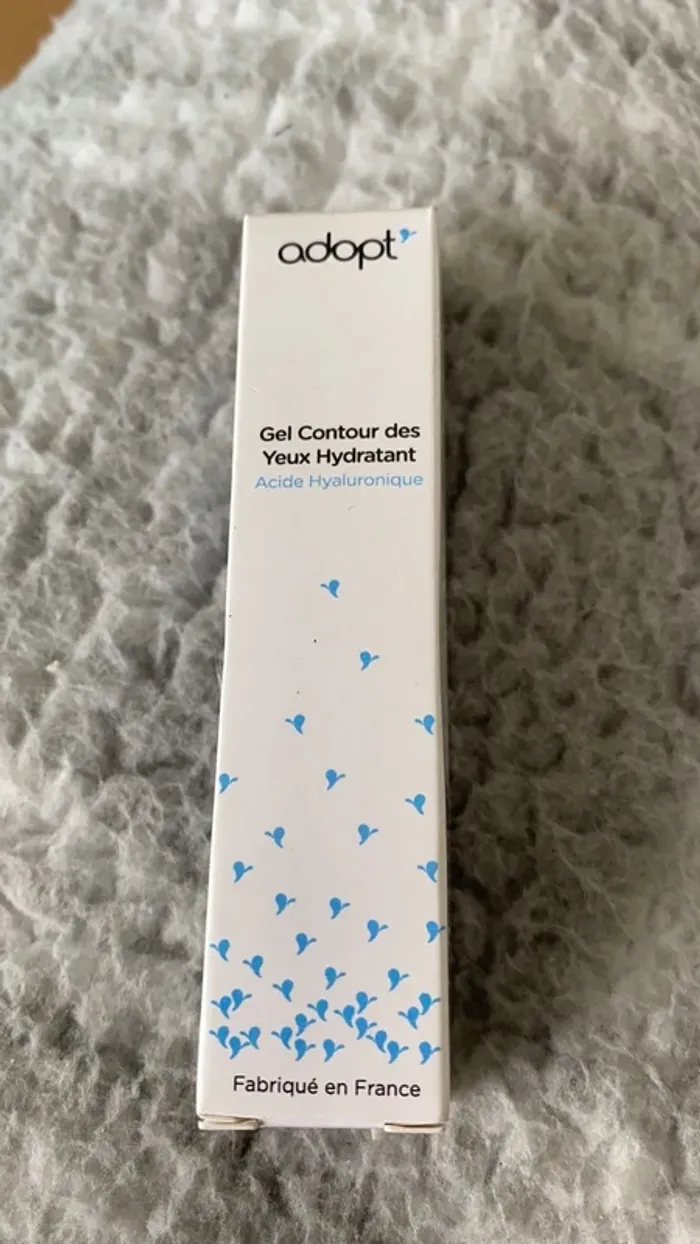 adopt'
Gel Contour des
Yeux Hydratant
Acide Hyaluronique
Fabriqué en France